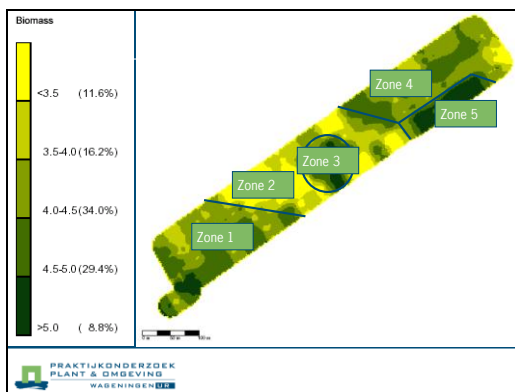 Biomass
<3.5 (11.6%)
3.5-4.0 (16.2%)
4.0-4.5 (34.0%)
4.5-5.0 (29.4%)
>5.0 ( 8.8%)
Zone 4
Zone 5
Zone 3
Zone 2
Zone 1
PRAKTIJKONDERZOEK
PLANT & OMGEVING
WAGENINGEN UR